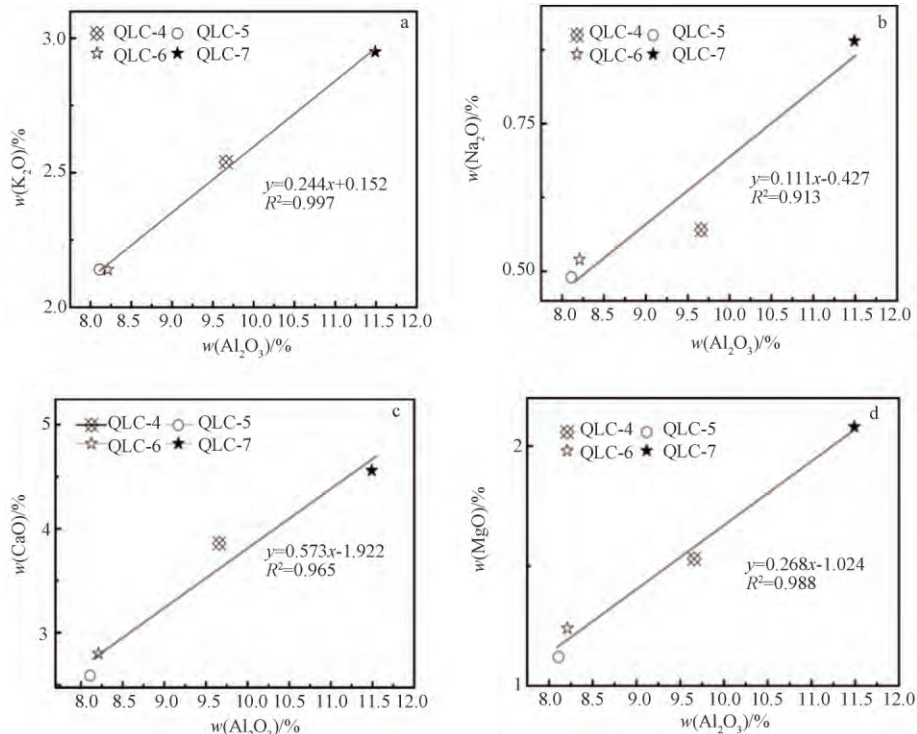 a
QLC-4 QLC-5
QLC-6 QLC-7
3.0
2.5
2.0
w(K₂O)/%
y=0.244x+0.152
R²=0.997
8.0 8.5 9.0 9.5 10.0 10.5 11.0 11.5 12.0
w(Al₂O₃)/%
b
QLC-4 QLC-5
QLC-6 QLC-7
0.75
0.50
w(Na₂O)/%
y=0.111x-0.427
R²=0.913
8.0 8.5 9.0 9.5 10.0 10.5 11.0 11.5 12.0
w(Al₂O₃)/%
c
QLC-4 QLC-5
QLC-6 QLC-7
5
4
3
w(CaO)/%
y=0.573x-1.922
R²=0.965
8.0 8.5 9.0 9.5 10.0 10.5 11.0 11.5 12.0
w(Al₂O₃)/%
d
QLC-4 QLC-5
QLC-6 QLC-7
2
1
w(MgO)/%
y=0.268x-1.024
R²=0.988
8.0 8.5 9.0 9.5 10.0 10.5 11.0 11.5 12.0
w(Al₂O₃)/%